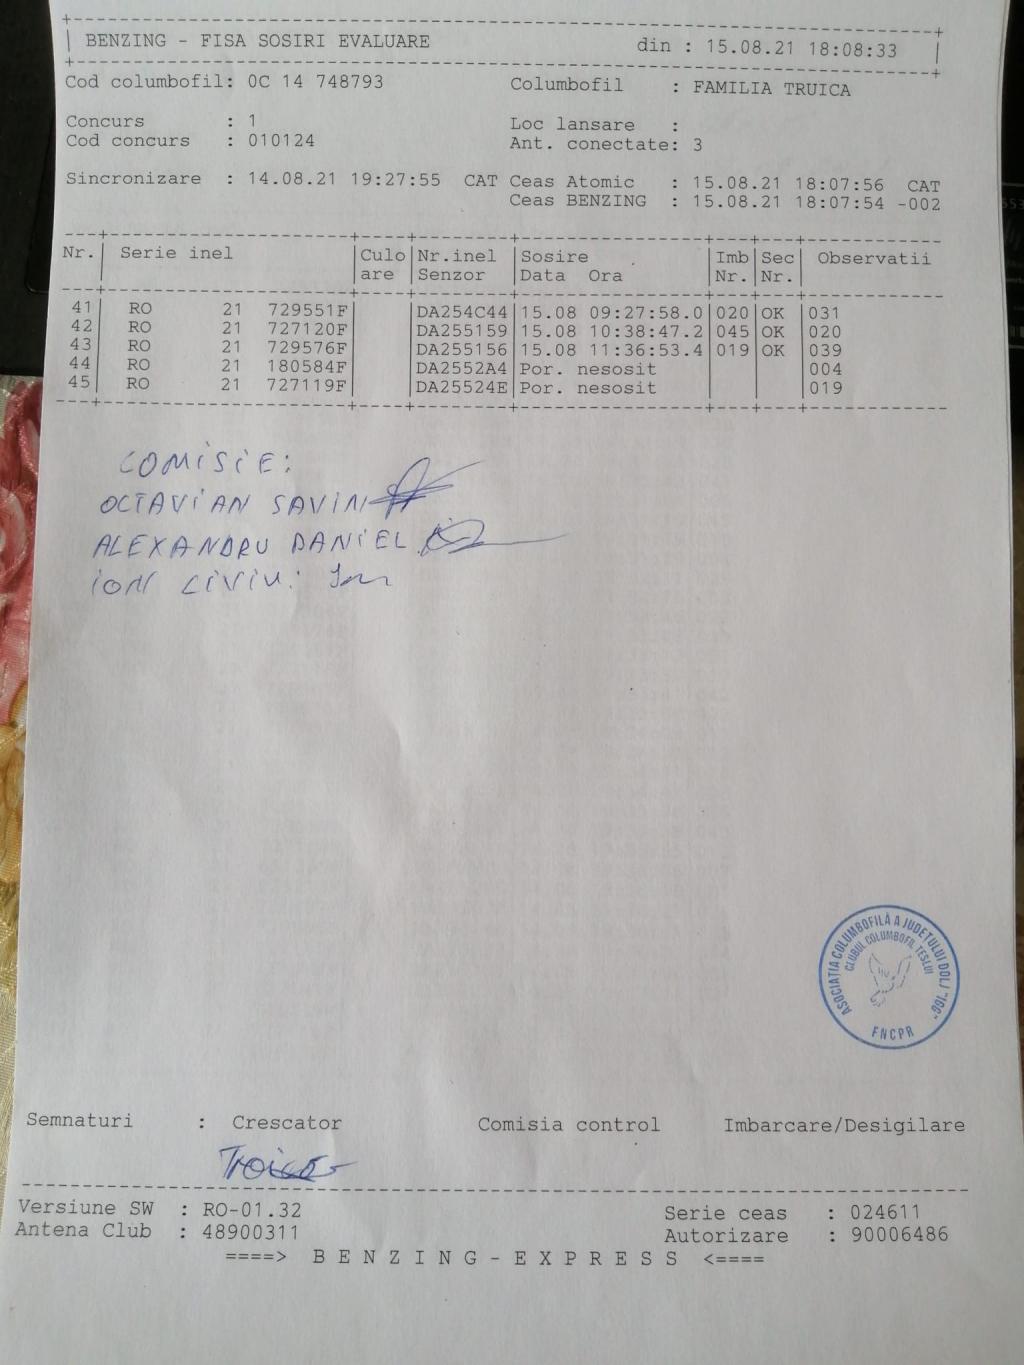 BENZING - FISA SOSIRI EVALUARE din : 15.08.21 18:08:33
Cod columbofil: 0C 14 748793 Columbofil : FAMILIA TRUICA
Concurs : 1 Loc lansare :
Cod concurs : 010124 Ant. conectate: 3
Sincronizare : 14.08.21 19:27:55 CAT Ceas Atomic : 15.08.21 18:07:56 CAT
Ceas BENZING : 15.08.21 18:07:54 -002
Nr. Serie inel Culo Nr.inel Sosire Imb Sec Observatii
are Senzor Data Ora Nr. Nr.
41 RO 21 729551F DA254C44 15.08 09:27:58.0 020 OK 031
42 RO 21 727120F DA255159 15.08 10:38:47.2 045 OK 020
43 RO 21 729576F DA255156 15.08 11:36:53.4 019 OK 039
44 RO 21 180584F DA2552A4 Por. nesosit 004
45 RO 21 727119F DA25524E Por. nesosit 019
COMISIE:
OCTAVIAN SAVIN
ALEXANDRU DANIEL
ION LIVIU:
ASOCIAȚIA COLUMBOFILĂ A JUDEȚULUI DOLJ "IGG"
CLUBUL COLUMBOFIL TESLUI
FNCPR
Semnaturi : Crescator Comisia control Imbarcare/Desigilare
Versiune SW : RO-01.32 Serie ceas : 024611
Antena Club : 48900311 Autorizare : 90006486
====> B E N Z I N G - E X P R E S S <====